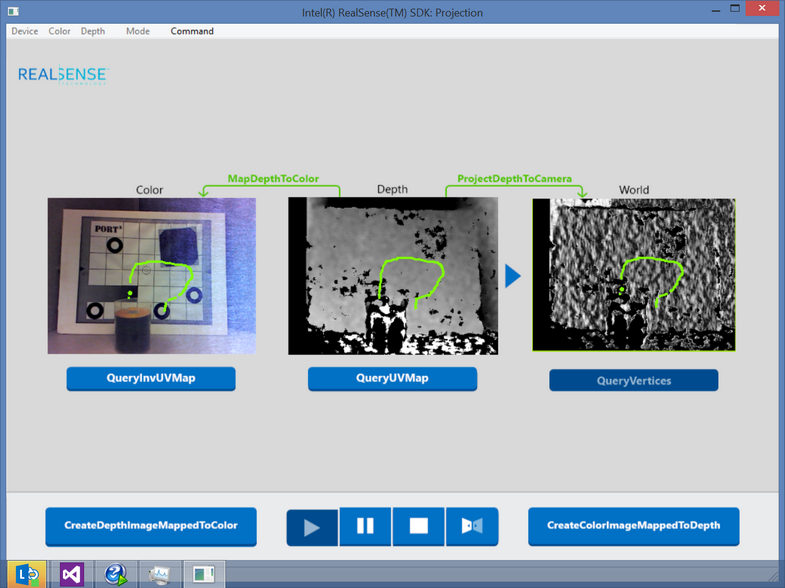 Intel(R) RealSense(TM) SDK: Projection
Device Color Depth Mode Command
REALSENSE
MapDepthToColor
ProjectDepthToCamera
Color
Depth
World
PORT
QueryInvUVMap
QueryUVMap
QueryVertices
CreateDepthImageMappedToColor
CreateColorImageMappedToDepth